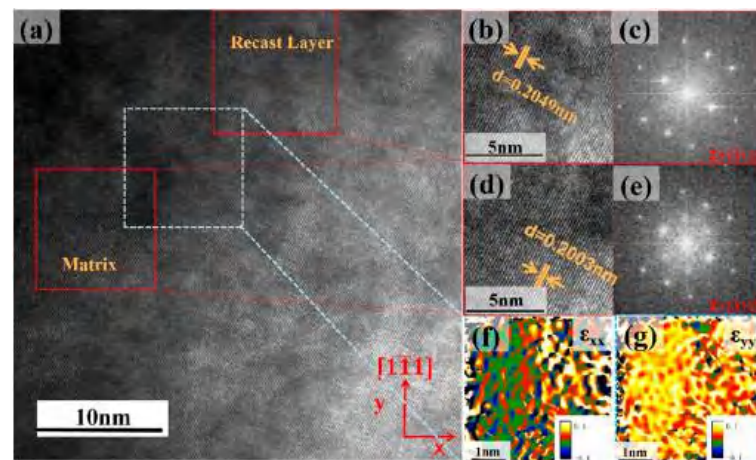 (a)
Recast Layer
Matrix
10nm
[111]
y
x
(b)
d=0.2049nm
5nm
(c)
(d)
d=0.2003nm
5nm
(e)
(f)
εxx
1nm
(g)
εyy
1nm